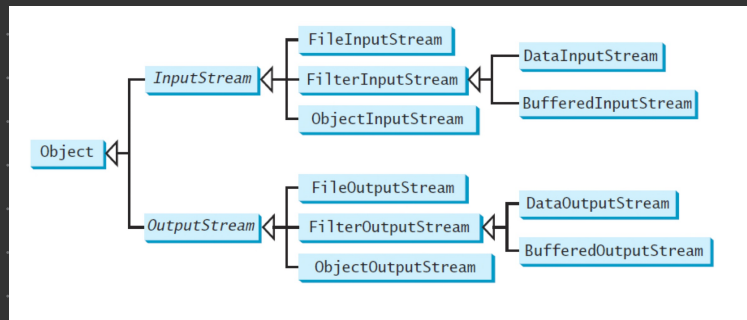 FileInputStream
DataInputStream
InputStream
FilterInputStream
BufferedInputStream
ObjectInputStream
Object
FileOutputStream
DataOutputStream
OutputStream
FilterOutputStream
BufferedOutputStream
ObjectOutputStream